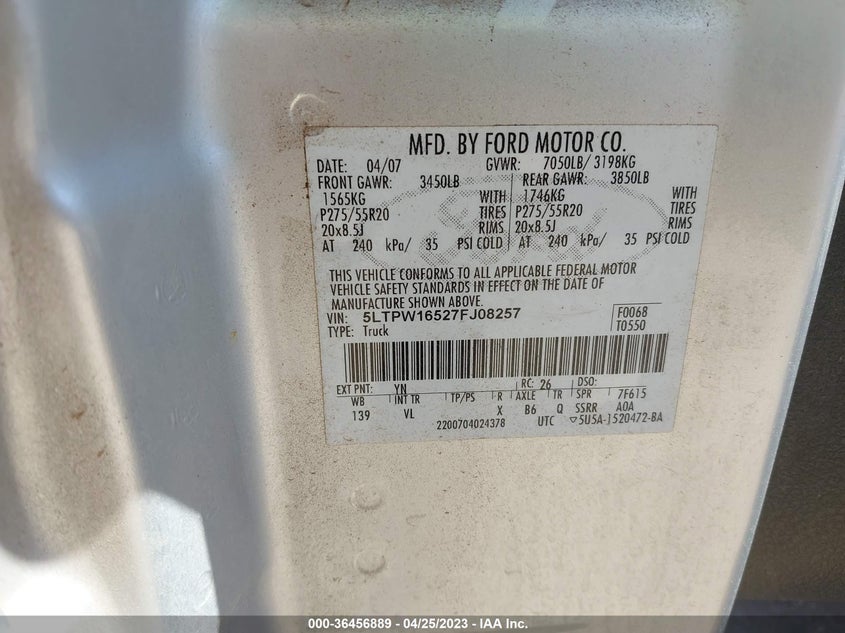 MFD. BY FORD MOTOR CO.
DATE: 04/07 GVWR: 7050LB/ 3198KG
FRONT GAWR: 3450LB REAR GAWR: 3850LB
1565KG WITH 1746KG WITH
P275/55R20 TIRES P275/55R20 TIRES
20x8.5J RIMS 20x8.5J RIMS
AT 240 kPa/ 35 PSI COLD AT 240 kPa/ 35 PSI COLD
THIS VEHICLE CONFORMS TO ALL APPLICABLE FEDERAL MOTOR
VEHICLE SAFETY STANDARDS IN EFFECT ON THE DATE OF
MANUFACTURE SHOWN ABOVE.
VIN: 5LTPW16527FJ08257 F0068
TYPE: Truck T0550
EXT PNT: YN RC: 26 DSO:
WB INT TR TP/PS R AXLE TR SPR 7F615
139 VL X B6 Q SSRR A0A
2200704024378 UTC ▽5U5A-1520472-BA
000-36456889 - 04/25/2023 - IAA Inc.